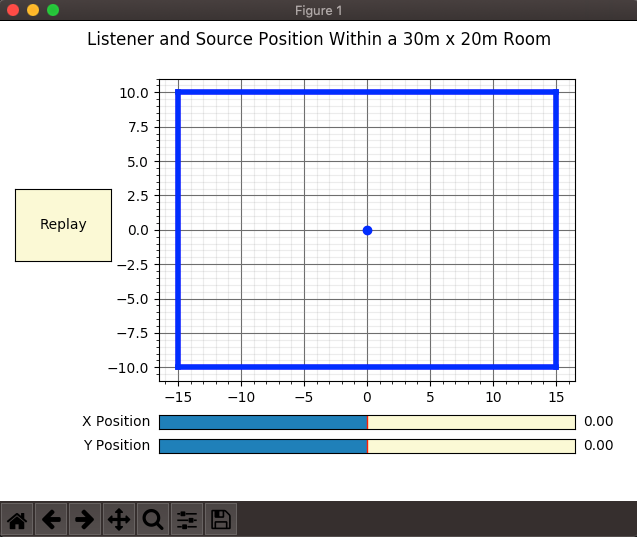 Figure 1
Listener and Source Position Within a 30m x 20m Room
10.0
7.5
5.0
2.5
Replay
0.0
−2.5
−5.0
−7.5
−10.0
−15 −10 −5 0 5 10 15
X Position 0.00
Y Position 0.00